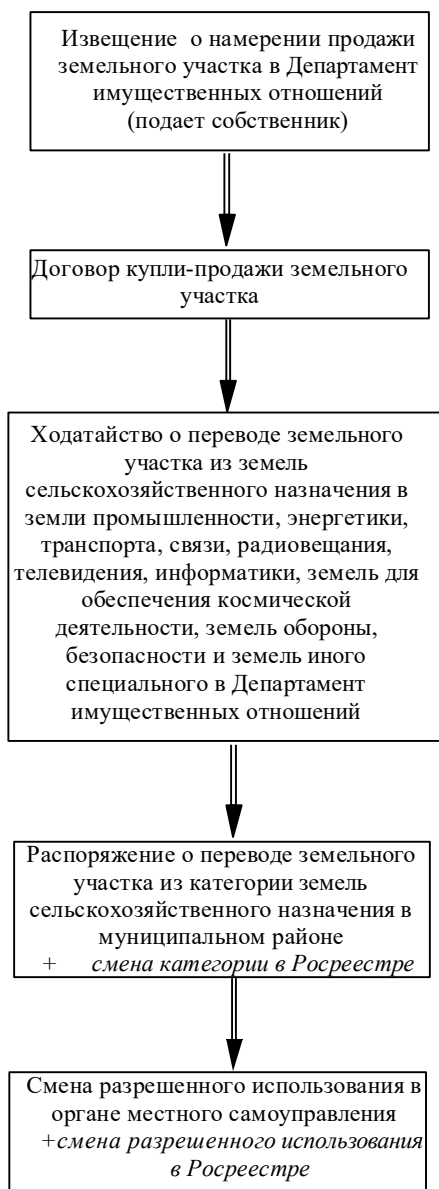 Извещение о намерении продажи
земельного участка в Департамент
имущественных отношений
(подает собственник)
Договор купли-продажи земельного
участка
Ходатайство о переводе земельного
участка из земель
сельскохозяйственного назначения в
земли промышленности, энергетики,
транспорта, связи, радиовещания,
телевидения, информатики, земель для
обеспечения космической
деятельности, земель обороны,
безопасности и земель иного
специального в Департамент
имущественных отношений
Распоряжение о переводе земельного
участка из категории земель
сельскохозяйственного назначения в
муниципальном районе
+ смена категории в Росреестре
Смена разрешенного использования в
органе местного самоуправления
+смена разрешенного использования
в Росреестре